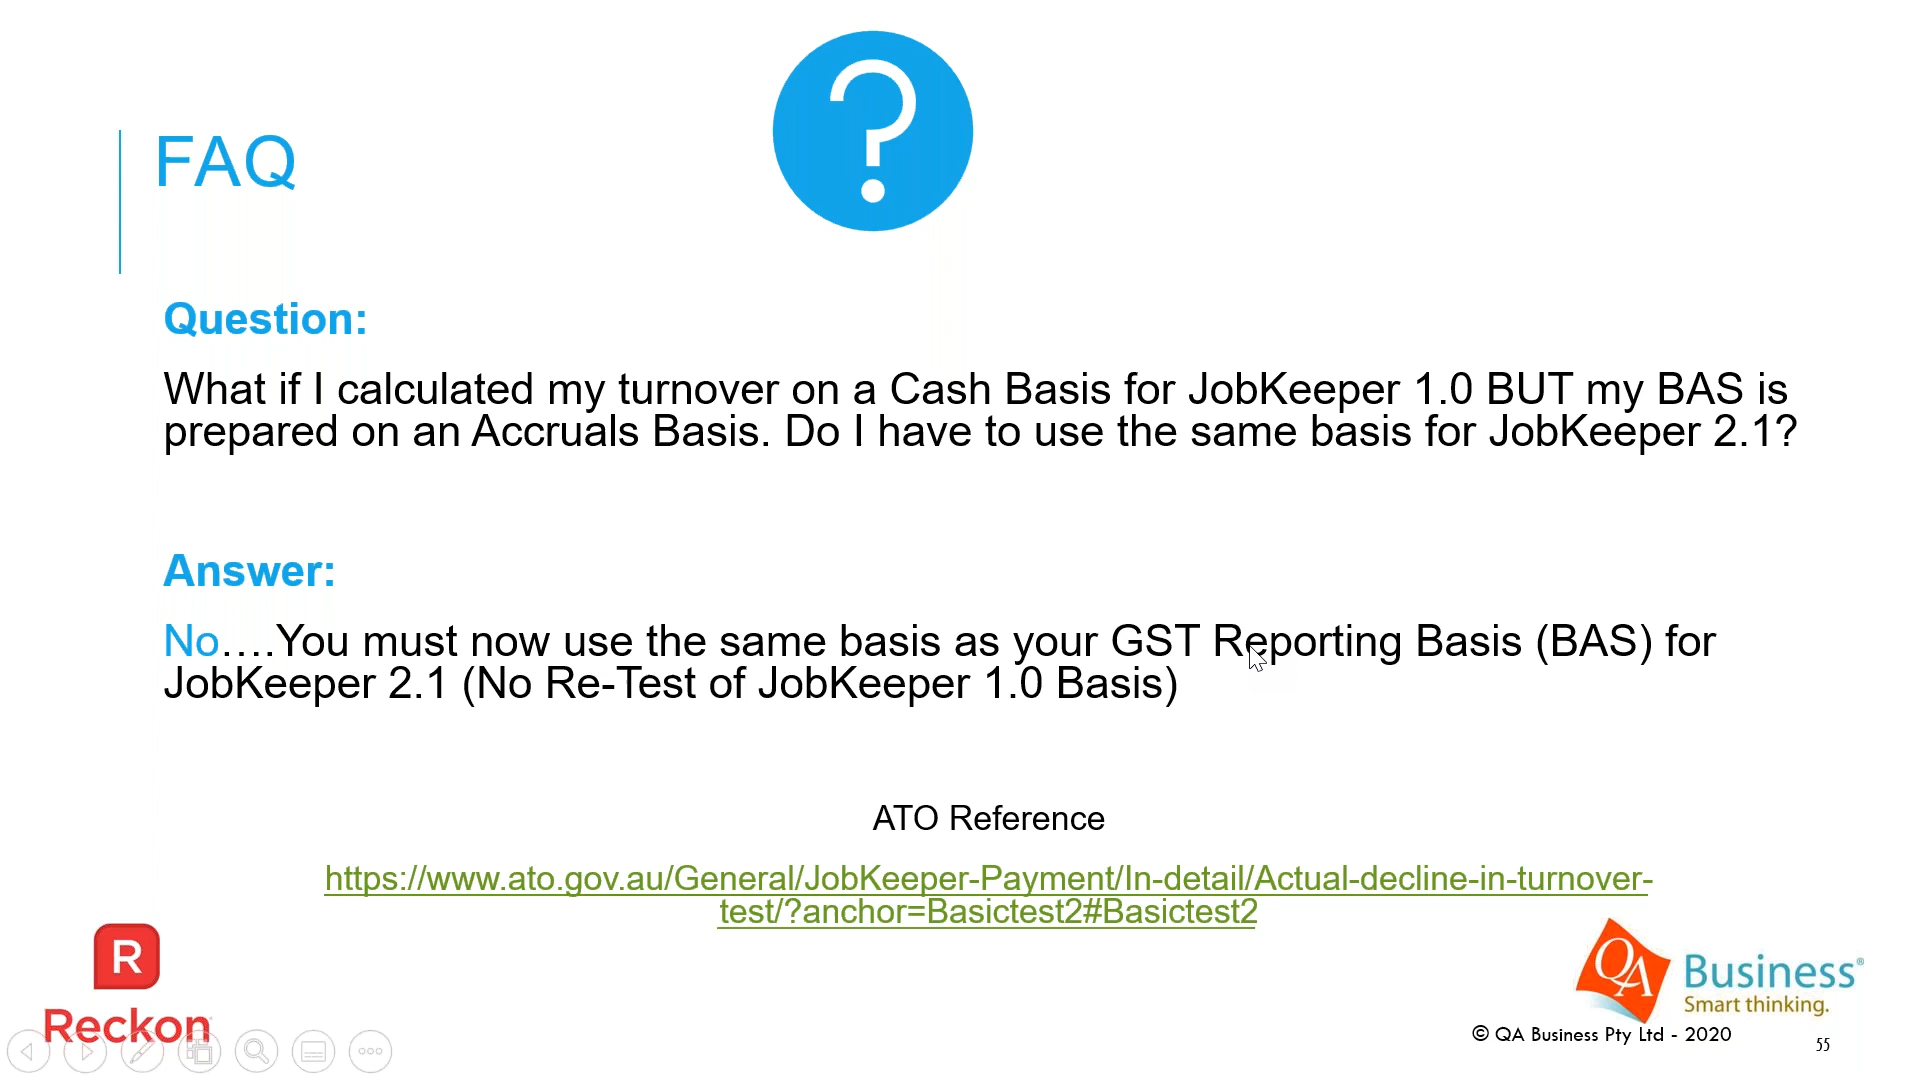 FAQ
Question:
What if I calculated my turnover on a Cash Basis for JobKeeper 1.0 BUT my BAS is
prepared on an Accruals Basis. Do I have to use the same basis for JobKeeper 2.1?
Answer:
No….You must now use the same basis as your GST Reporting Basis (BAS) for
JobKeeper 2.1 (No Re-Test of JobKeeper 1.0 Basis)
ATO Reference
https://www.ato.gov.au/General/JobKeeper-Payment/In-detail/Actual-decline-in-turnover-
test/?anchor=Basictest2#Basictest2
R
Reckon
QA Business®
Smart thinking.
© QA Business Pty Ltd - 2020
55